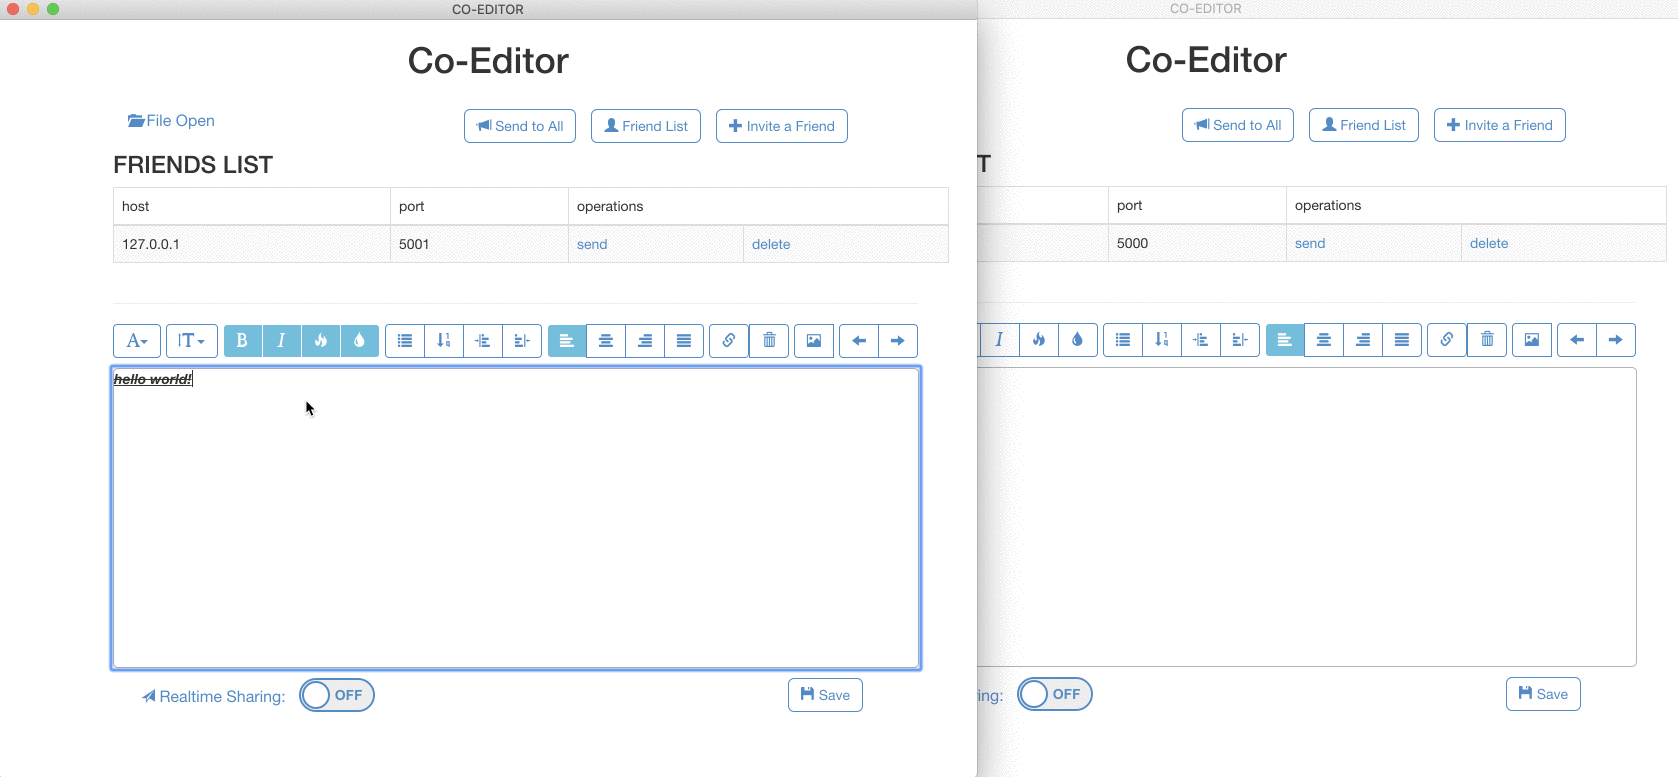 CO-EDITOR
Co-Editor
File Open
Send to All
Friend List
Invite a Friend
FRIENDS LIST
host port operations
127.0.0.1 5001 send delete
A T B I
hello world!
Realtime Sharing: OFF
Save
CO-EDITOR
Co-Editor
Send to All
Friend List
Invite a Friend
T
port operations
5000 send delete
I
ing: OFF
Save